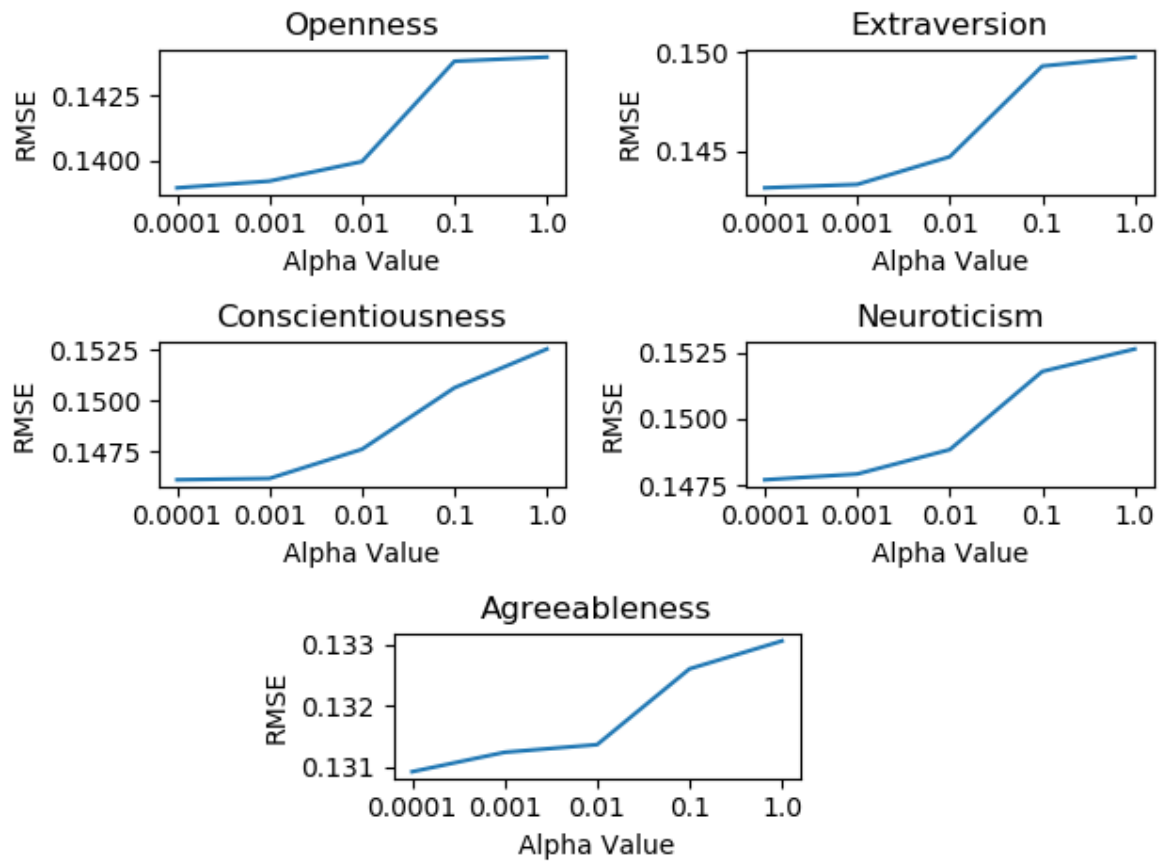 Openness
RMSE
0.1425
0.1400
0.0001 0.001 0.01 0.1 1.0
Alpha Value
Extraversion
RMSE
0.150
0.145
0.0001 0.001 0.01 0.1 1.0
Alpha Value
Conscientiousness
RMSE
0.1525
0.1500
0.1475
0.0001 0.001 0.01 0.1 1.0
Alpha Value
Neuroticism
RMSE
0.1525
0.1500
0.1475
0.0001 0.001 0.01 0.1 1.0
Alpha Value
Agreeableness
RMSE
0.133
0.132
0.131
0.0001 0.001 0.01 0.1 1.0
Alpha Value